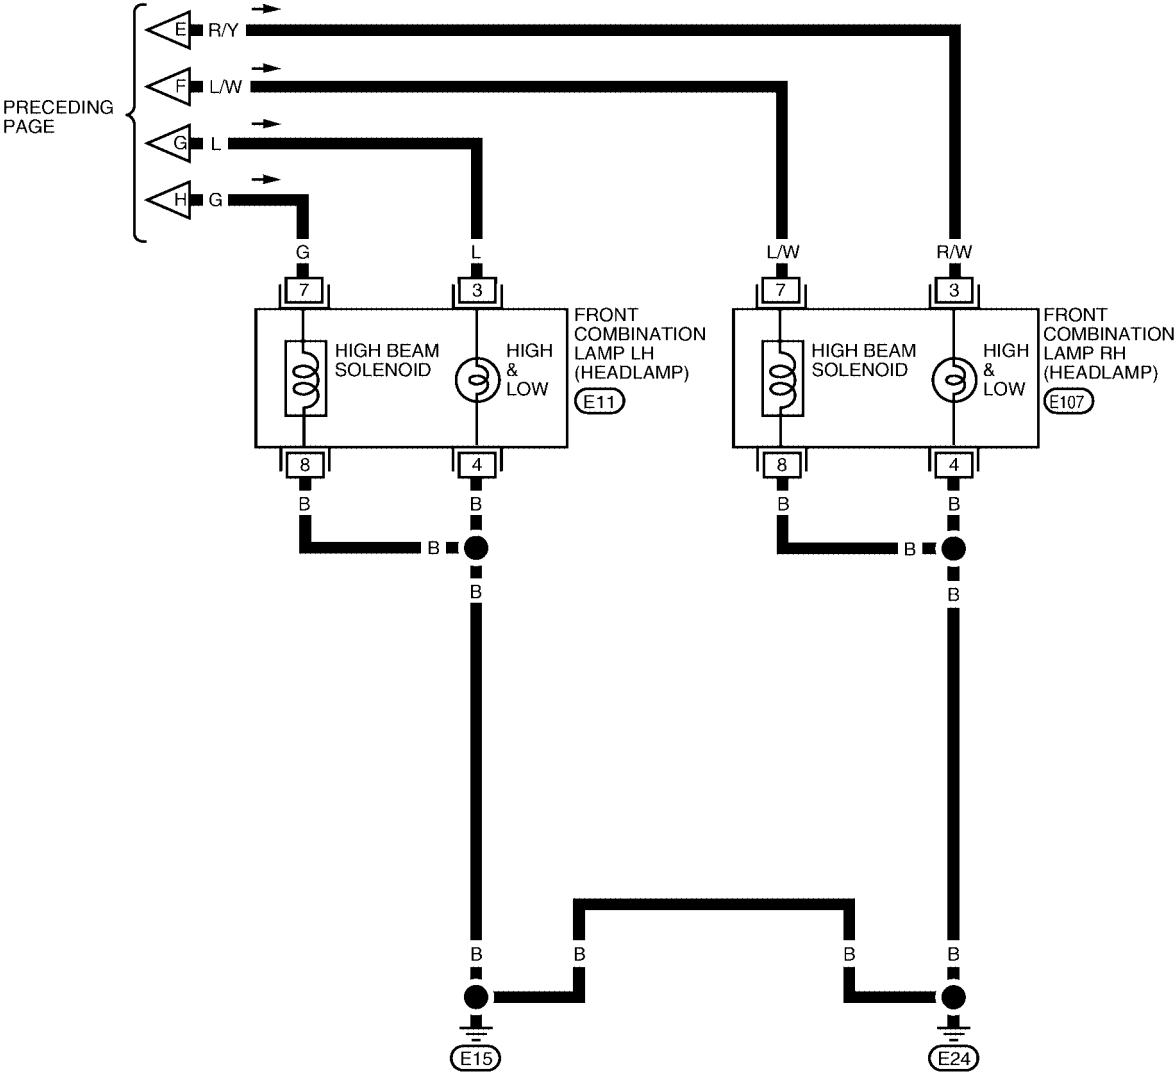 E R/Y
F L/W
PRECEDING
PAGE
G L
H G
G L L/W R/W
7 3 7 3
FRONT
COMBINATION
LAMP LH
(HEADLAMP)
E11
HIGH BEAM
SOLENOID
HIGH
&
LOW
FRONT
COMBINATION
LAMP RH
(HEADLAMP)
E107
HIGH BEAM
SOLENOID
HIGH
&
LOW
8 4 8 4
B B B B
B B
B B
B B B B
E15 E24